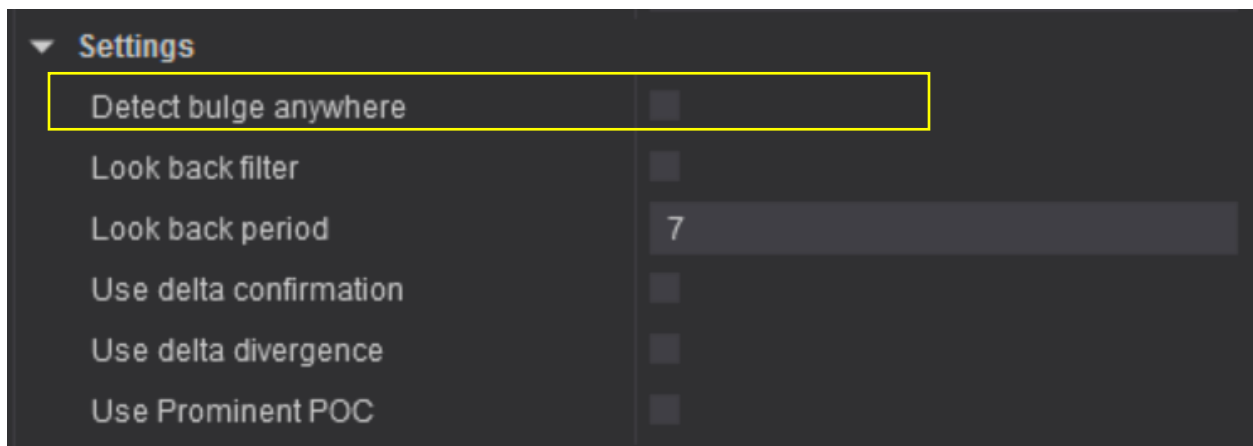 Settings
Detect bulge anywhere
Look back filter
Look back period 7
Use delta confirmation
Use delta divergence
Use Prominent POC